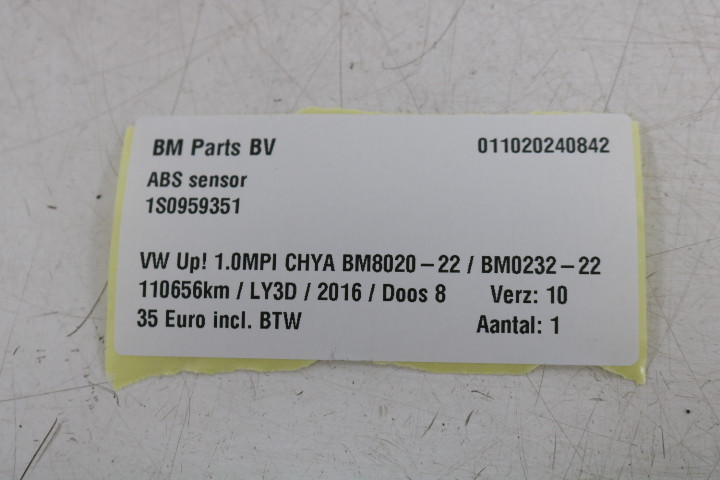 BM Parts BV 011020240842
ABS sensor
1S0959351
VW Up! 1.0MPI CHYA BM8020-22 / BM0232-22
110656km / LY3D / 2016 / Doos 8 Verz: 10
35 Euro incl. BTW Aantal: 1